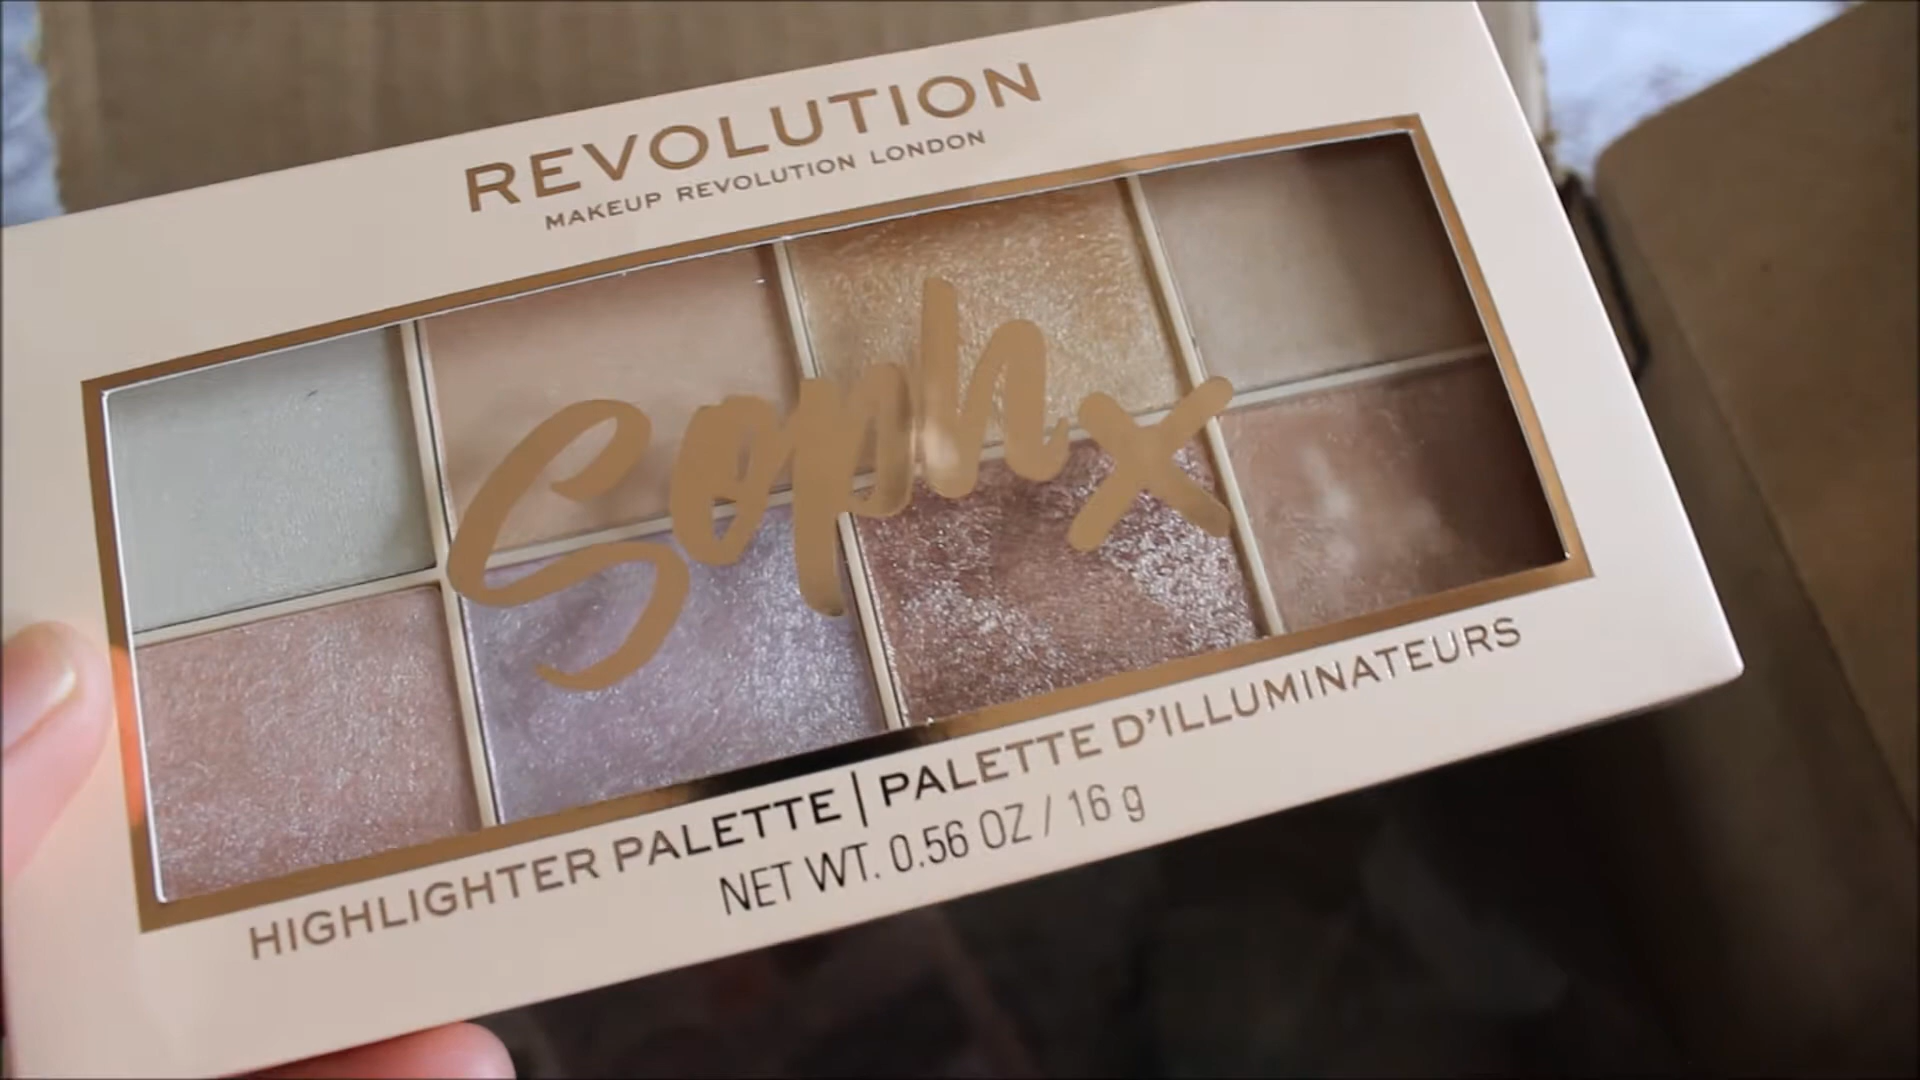 REVOLUTION
MAKEUP REVOLUTION LONDON
Soph x
HIGHLIGHTER PALETTE | PALETTE D'ILLUMINATEURS
NET WT. 0.56 OZ / 16 g